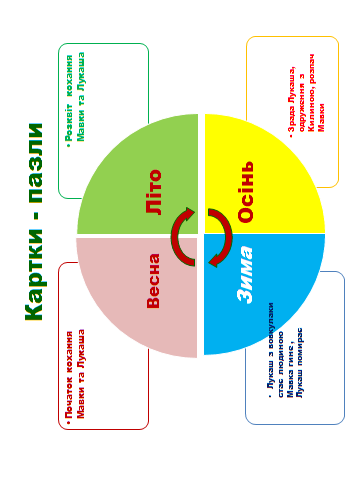 Картки - пазли
• Початок кохання
Мавки та Лукаша
• Розквіт кохання
Мавки та Лукаша
Весна
Літо
Зима
Осінь
• Лукаш з вовкулаки
стає людиною
Мавка гине,
Лукаш помирає
• Зрада Лукаша,
одруження з
Килиною, розпач
Мавки